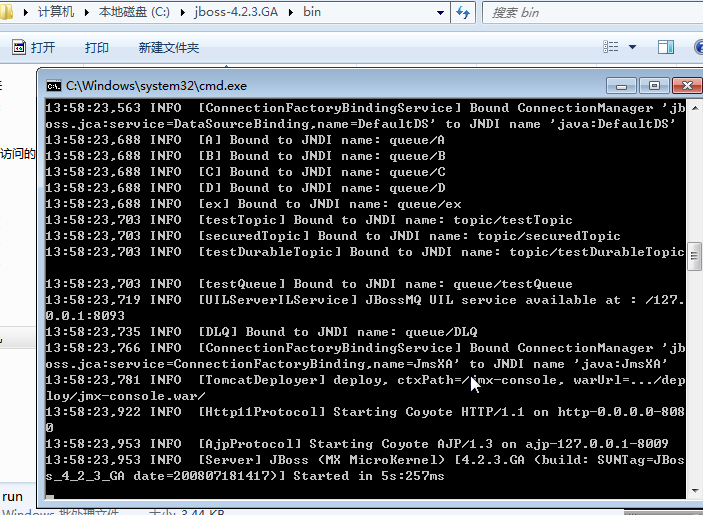 计算机 ▸ 本地磁盘 (C:) ▸ jboss-4.2.3.GA ▸ bin
搜索 bin
打开 打印 新建文件夹
C:\Windows\system32\cmd.exe
访问的
13:58:23,563 INFO  [ConnectionFactoryBindingService] Bound ConnectionManager 'jb
oss.jca:service=DataSourceBinding,name=DefaultDS' to JNDI name 'java:DefaultDS'
13:58:23,688 INFO  [A] Bound to JNDI name: queue/A
13:58:23,688 INFO  [B] Bound to JNDI name: queue/B
13:58:23,688 INFO  [C] Bound to JNDI name: queue/C
13:58:23,688 INFO  [D] Bound to JNDI name: queue/D
13:58:23,688 INFO  [ex] Bound to JNDI name: queue/ex
13:58:23,703 INFO  [testTopic] Bound to JNDI name: topic/testTopic
13:58:23,703 INFO  [securedTopic] Bound to JNDI name: topic/securedTopic
13:58:23,703 INFO  [testDurableTopic] Bound to JNDI name: topic/testDurableTopic
13:58:23,703 INFO  [testQueue] Bound to JNDI name: queue/testQueue
13:58:23,719 INFO  [UILServerILService] JBossMQ UIL service available at : /127.
0.0.1:8093
13:58:23,735 INFO  [DLQ] Bound to JNDI name: queue/DLQ
13:58:23,766 INFO  [ConnectionFactoryBindingService] Bound ConnectionManager 'jb
oss.jca:service=ConnectionFactoryBinding,name=JmsXA' to JNDI name 'java:JmsXA'
13:58:23,781 INFO  [TomcatDeployer] deploy, ctxPath=/jmx-console, warUrl=.../dep
loy/jmx-console.war/
13:58:23,922 INFO  [Http11Protocol] Starting Coyote HTTP/1.1 on http-0.0.0.0-808
0
13:58:23,953 INFO  [AjpProtocol] Starting Coyote AJP/1.3 on ajp-127.0.0.1-8009
13:58:23,953 INFO  [Server] JBoss (MX MicroKernel) [4.2.3.GA (build: SVNTag=JBos
s_4_2_3_GA date=200807181417)] Started in 5s:257ms
run
Windows 批处理文件 大小: 3.44 KB